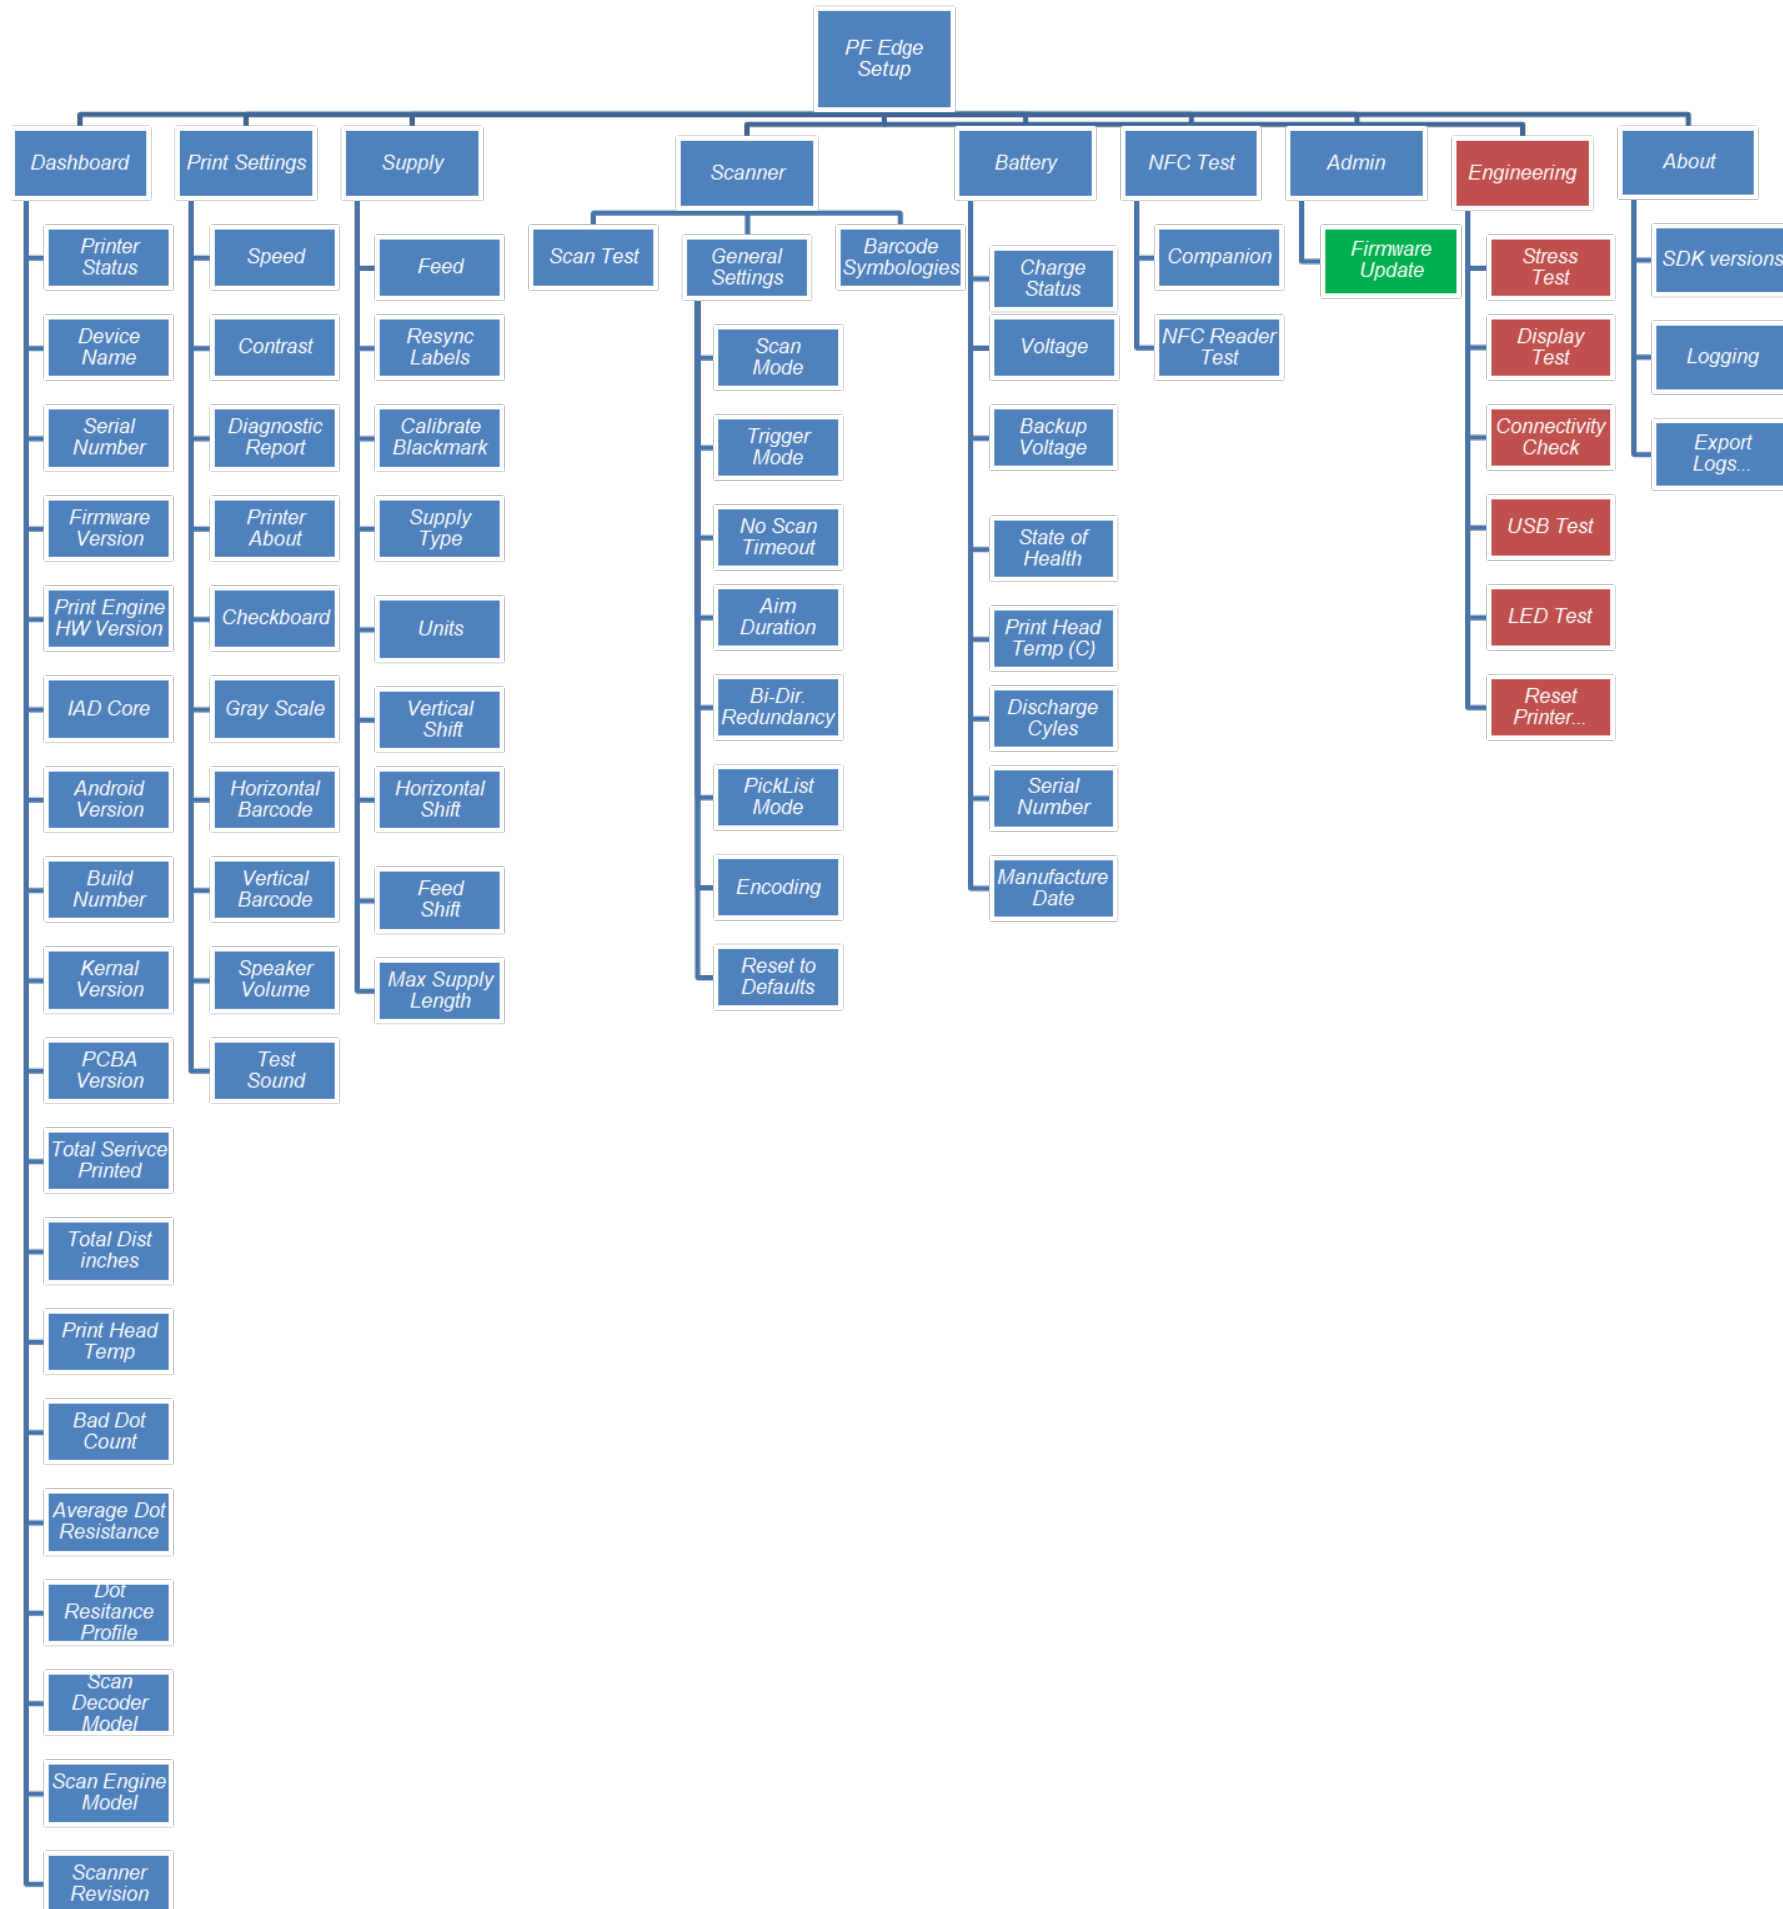 PF Edge
Setup
Dashboard
Printer
Status
Device
Name
Serial
Number
Firmware
Version
Print Engine
HW Version
IAD Core
Android
Version
Build
Number
Kernal
Version
PCBA
Version
Total Serivce
Printed
Total Dist
inches
Print Head
Temp
Bad Dot
Count
Average Dot
Resistance
Dot
Resitance
Profile
Scan
Decoder
Model
Scan Engine
Model
Scanner
Revision
Print Settings
Speed
Contrast
Diagnostic
Report
Printer
About
Checkboard
Gray Scale
Horizontal
Barcode
Vertical
Barcode
Speaker
Volume
Test
Sound
Supply
Feed
Resync
Labels
Calibrate
Blackmark
Supply
Type
Units
Vertical
Shift
Horizontal
Shift
Feed
Shift
Max Supply
Length
Scanner
Scan Test
General
Settings
Scan
Mode
Trigger
Mode
No Scan
Timeout
Aim
Duration
Bi-Dir.
Redundancy
PickList
Mode
Encoding
Reset to
Defaults
Barcode
Symbologies
Battery
Charge
Status
Voltage
Backup
Voltage
State of
Health
Print Head
Temp (C)
Discharge
Cyles
Serial
Number
Manufacture
Date
NFC Test
Companion
NFC Reader
Test
Admin
Firmware
Update
Engineering
Stress
Test
Display
Test
Connectivity
Check
USB Test
LED Test
Reset
Printer...
About
SDK versions
Logging
Export
Logs...